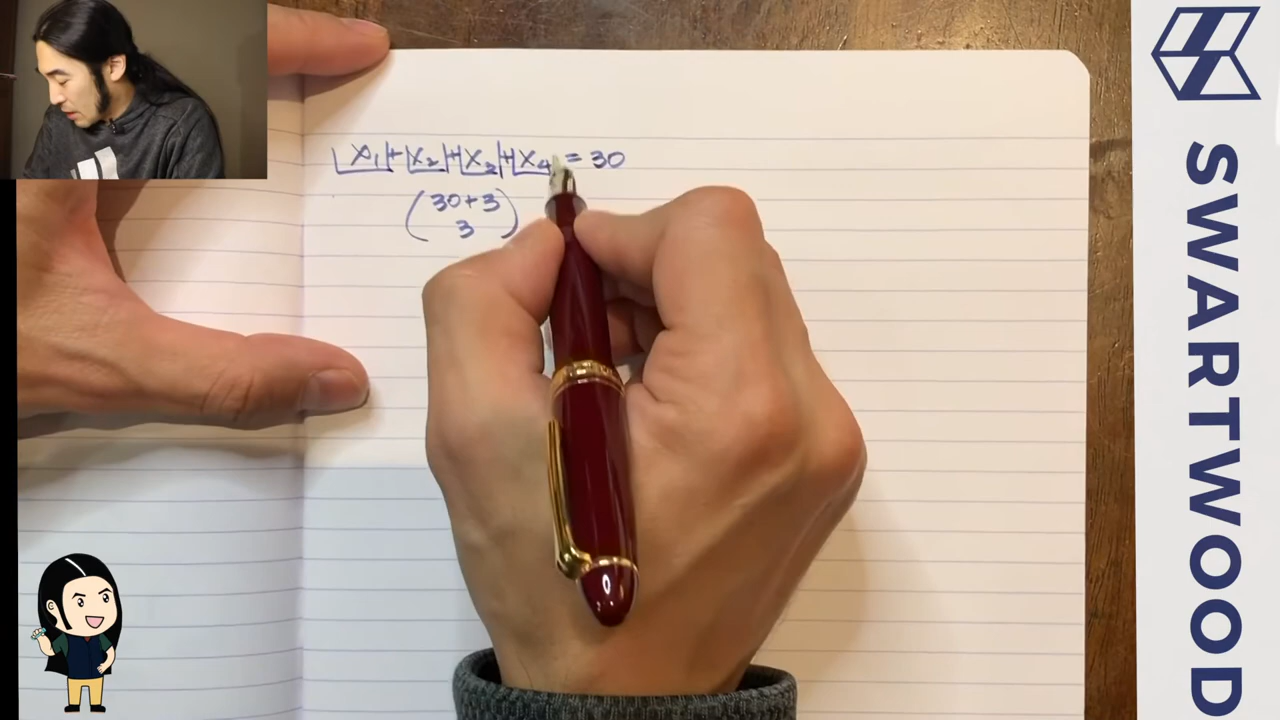 x₁ + x₂ + x₃ + x₄ = 30
(30+3
3)
SWARTWOOD